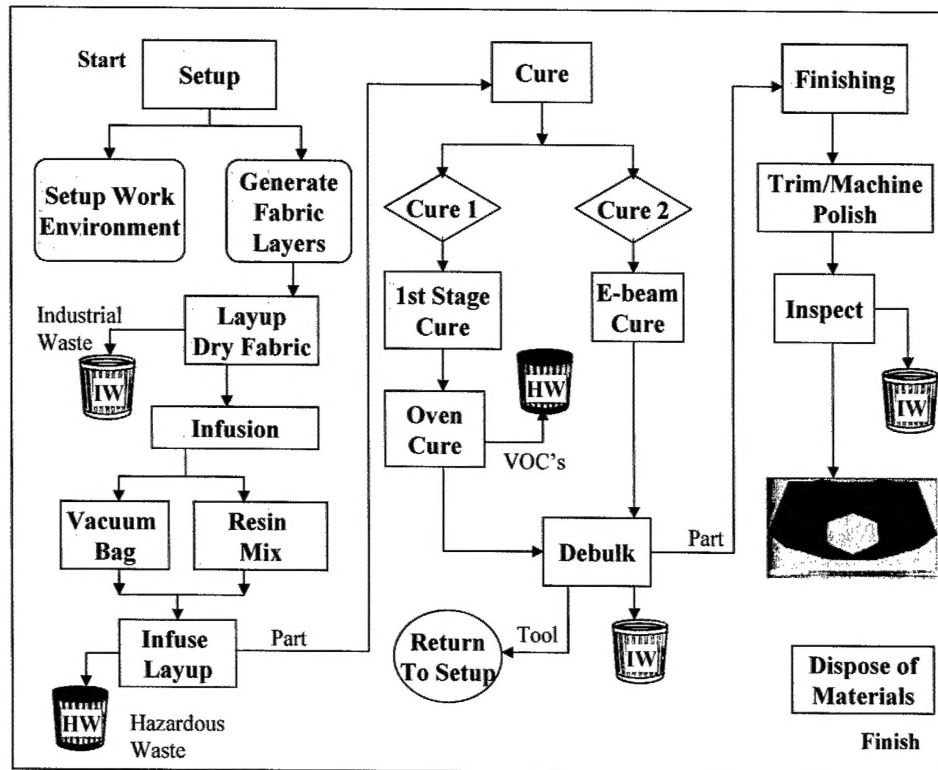 Start
Setup
Setup Work
Environment
Generate
Fabric
Layers
Industrial
Waste
IW
Layup
Dry Fabric
Infusion
Vacuum
Bag
Resin
Mix
Infuse
Layup
Part
HW
Hazardous
Waste
Cure
Cure 1
Cure 2
1st Stage
Cure
E-beam
Cure
HW
Oven
Cure
VOC's
Debulk
Part
Tool
Return
To Setup
IW
Finishing
Trim/Machine
Polish
Inspect
IW
Dispose of
Materials
Finish